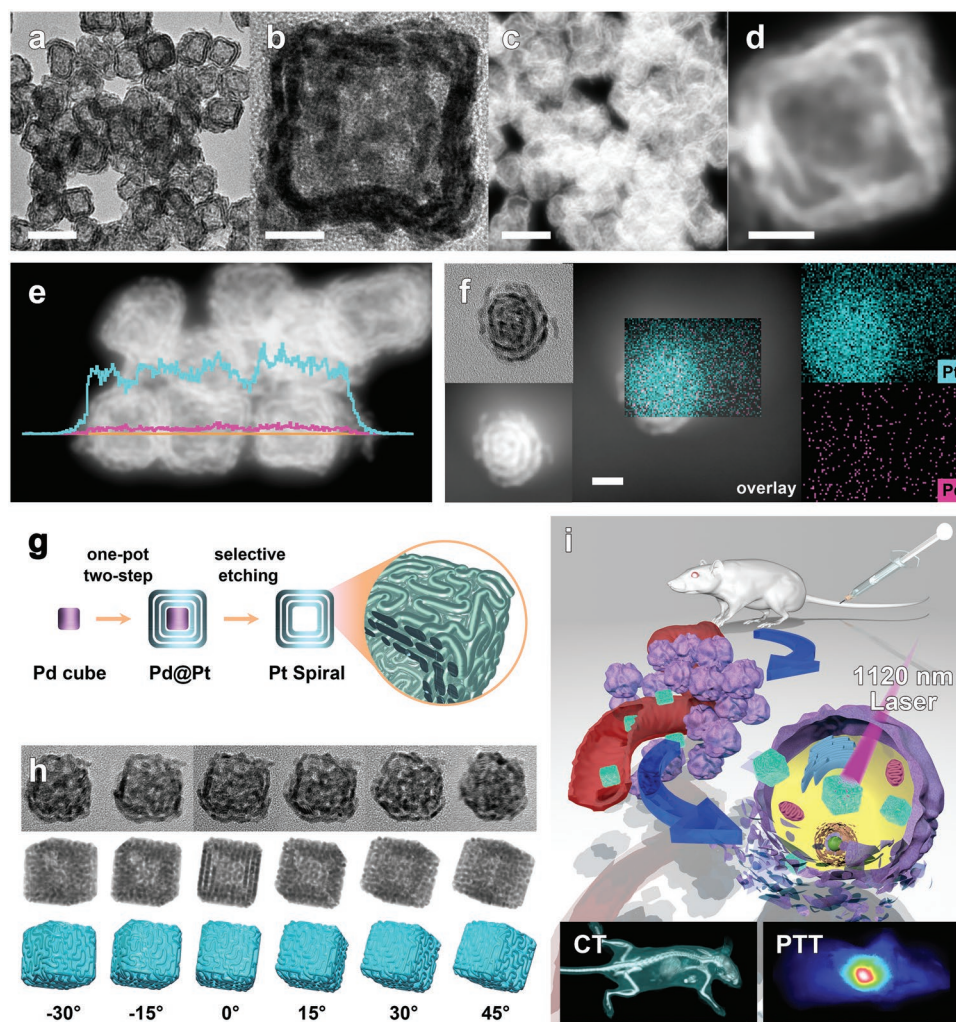 a
b
c
d
e
f
Pt
overlay
g
one-pot
two-step
selective
etching
Pd cube
Pd@Pt
Pt Spiral
h
-30°
-15°
0°
15°
30°
45°
i
1120 nm
Laser
CT
PTT